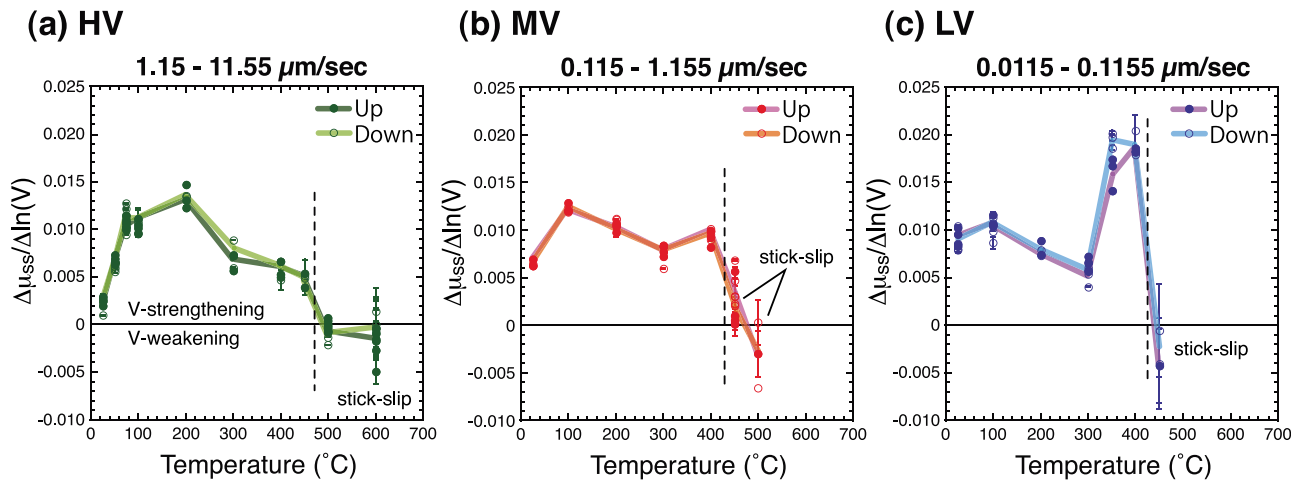 (a) HV
1.15 - 11.55 µm/sec
Δµss/Δln(V)
0.025
0.020
0.015
0.010
0.005
0
-0.005
-0.010
Up
Down
V-strengthening
V-weakening
stick-slip
0 100 200 300 400 500 600 700
Temperature (˚C)
(b) MV
0.115 - 1.155 µm/sec
Δµss/Δln(V)
0.025
0.020
0.015
0.010
0.005
0
-0.005
-0.010
Up
Down
stick-slip
0 100 200 300 400 500 600 700
Temperature (˚C)
(c) LV
0.0115 - 0.1155 µm/sec
Δµss/Δln(V)
0.025
0.020
0.015
0.010
0.005
0
-0.005
-0.010
Up
Down
stick-slip
0 100 200 300 400 500 600 700
Temperature (˚C)